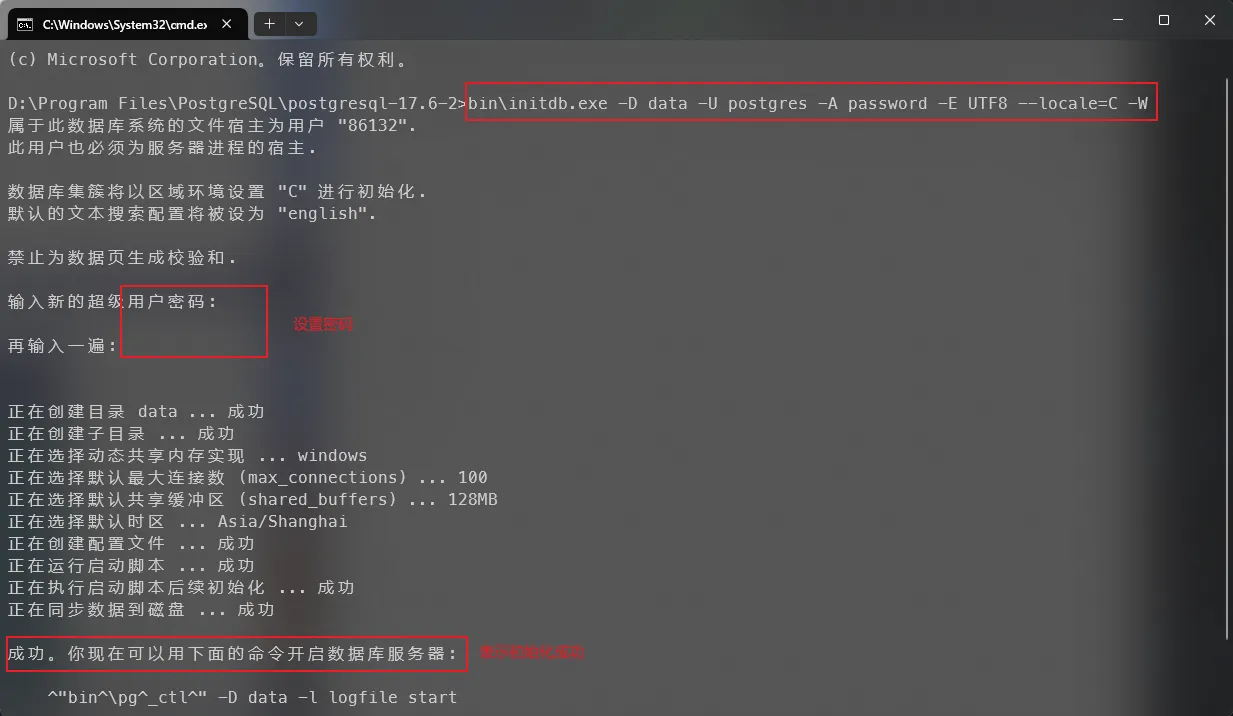 C:\Windows\System32\cmd.ex
(c) Microsoft Corporation。保留所有权利。
D:\Program Files\PostgreSQL\postgresql-17.6-2>bin\initdb.exe -D data -U postgres -A password -E UTF8 --locale=C -W
属于此数据库系统的文件宿主为用户 "86132".
此用户也必须为服务器进程的宿主.
数据库集簇将以区域环境设置 "C" 进行初始化.
默认的文本搜索配置将被设为 "english".
禁止为数据页生成校验和.
输入新的超级用户密码:
设置密码
再输入一遍:
正在创建目录 data ... 成功
正在创建子目录 ... 成功
正在选择动态共享内存实现 ... windows
正在选择默认最大连接数 (max_connections) ... 100
正在选择默认共享缓冲区 (shared_buffers) ... 128MB
正在选择默认时区 ... Asia/Shanghai
正在创建配置文件 ... 成功
正在运行启动脚本 ... 成功
正在执行启动脚本后续初始化 ... 成功
正在同步数据到磁盘 ... 成功
成功。你现在可以用下面的命令开启数据库服务器:
表示初始化成功
^"bin^\pg^_ctl^" -D data -l logfile start